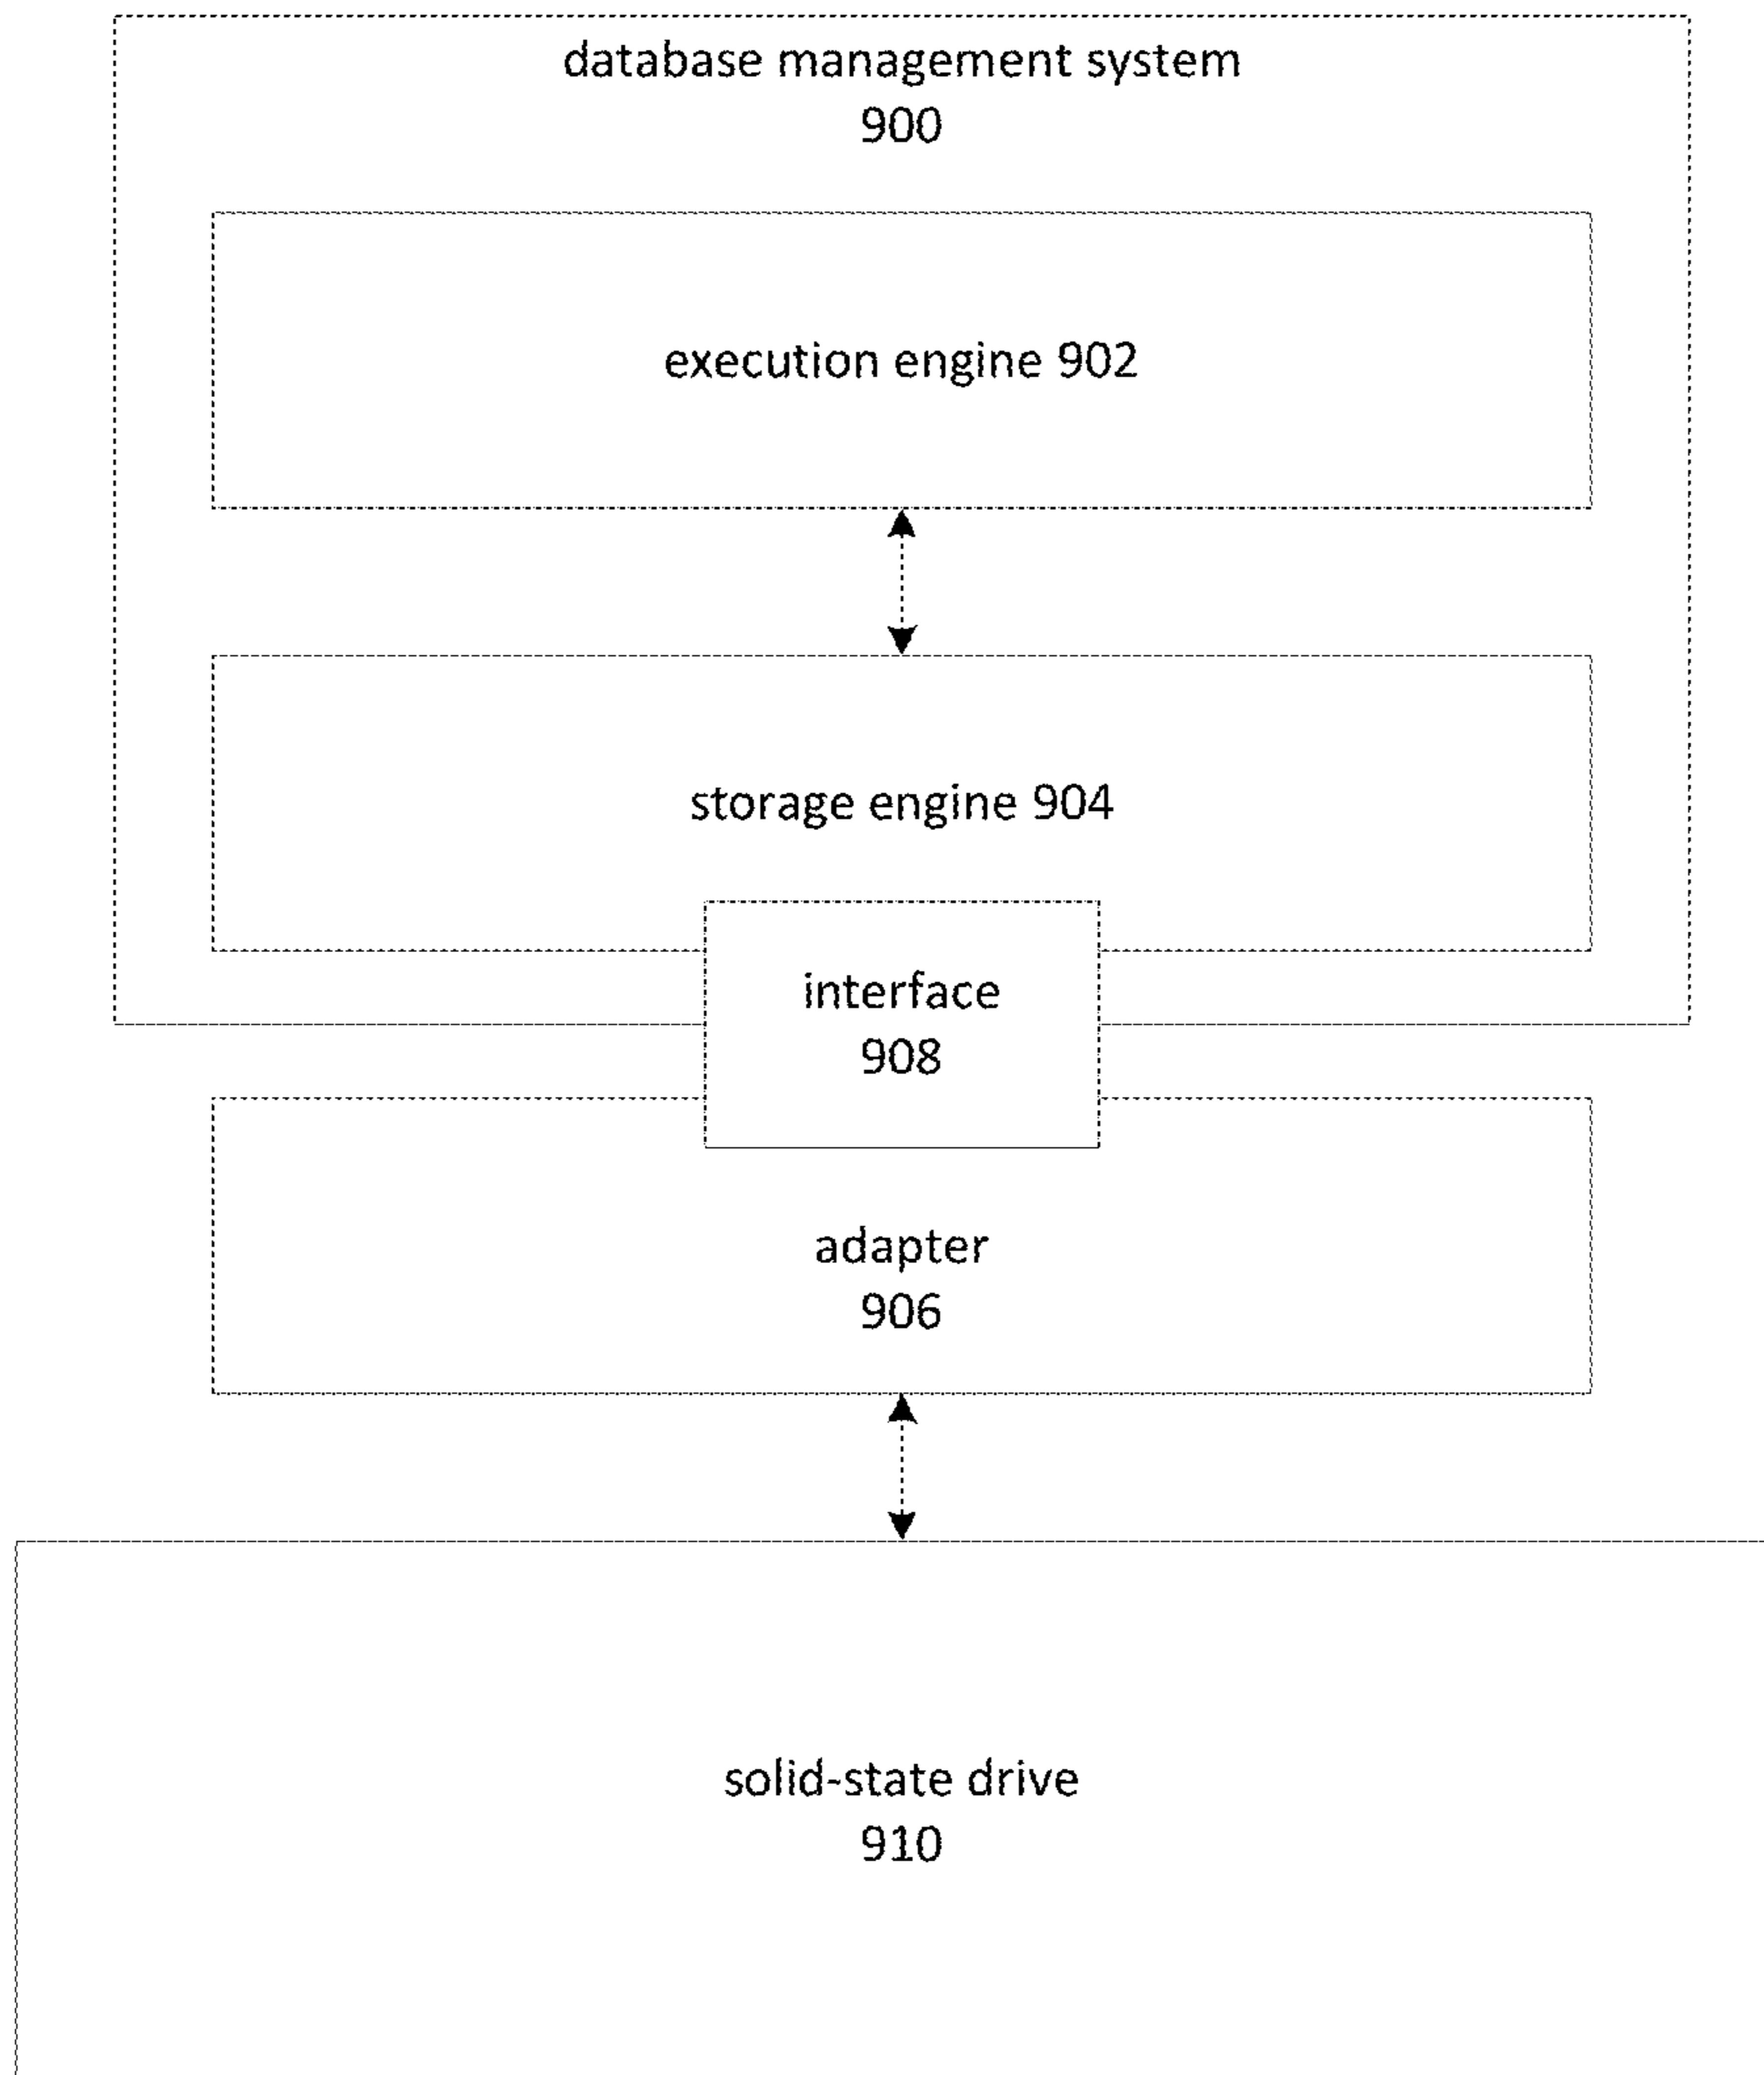 database management system
900
execution engine 902
storage engine 904
interface
908
adapter
906
solid-state drive
910